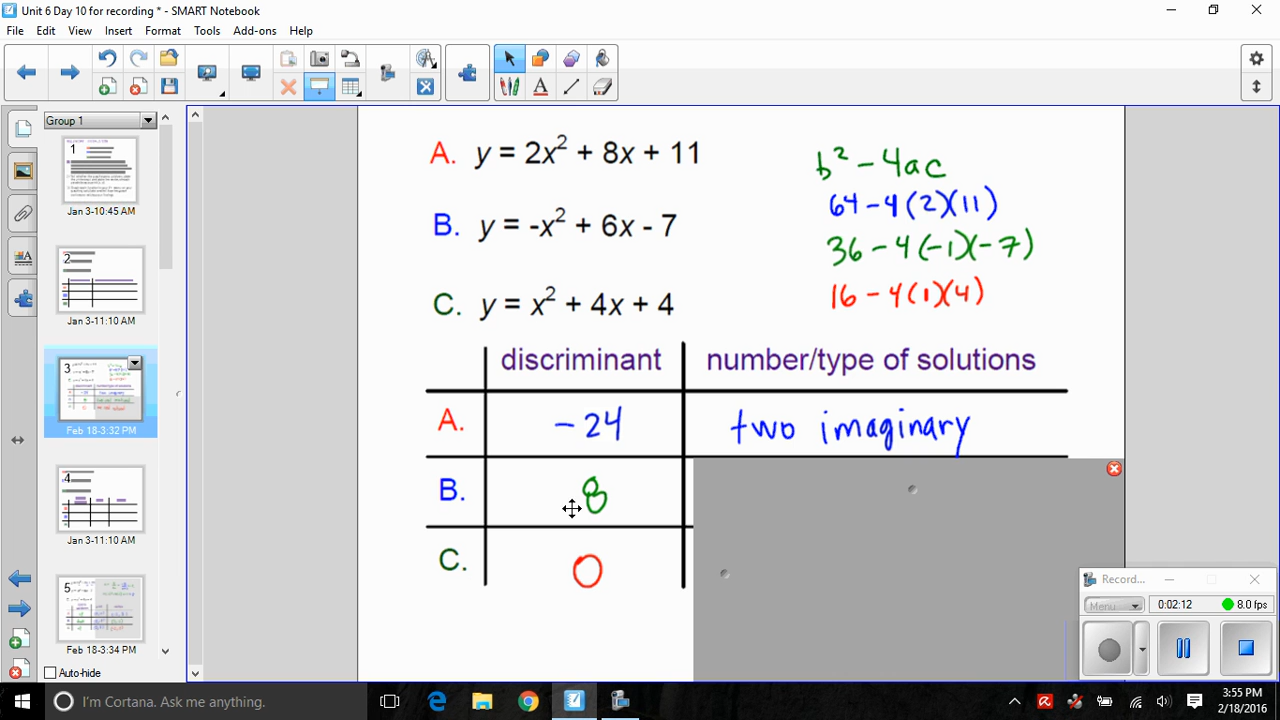 Unit 6 Day 10 for recording * - SMART Notebook
File Edit View Insert Format Tools Add-ons Help
Group 1
1
Jan 3-10:45 AM
2
Jan 3-11:10 AM
3
Feb 18-3:32 PM
4
Jan 3-11:10 AM
5
Feb 18-3:34 PM
Auto-hide
A. y = 2x² + 8x + 11
B. y = -x² + 6x - 7
C. y = x² + 4x + 4
b² - 4ac
64 - 4(2)(11)
36 - 4(-1)(-7)
16 - 4(1)(4)
discriminant number/type of solutions
A. -24 two imaginary
B. 8
C. 0
Record...
Menu 0:02:12 8.0 fps
I'm Cortana. Ask me anything.
3:55 PM
2/18/2016